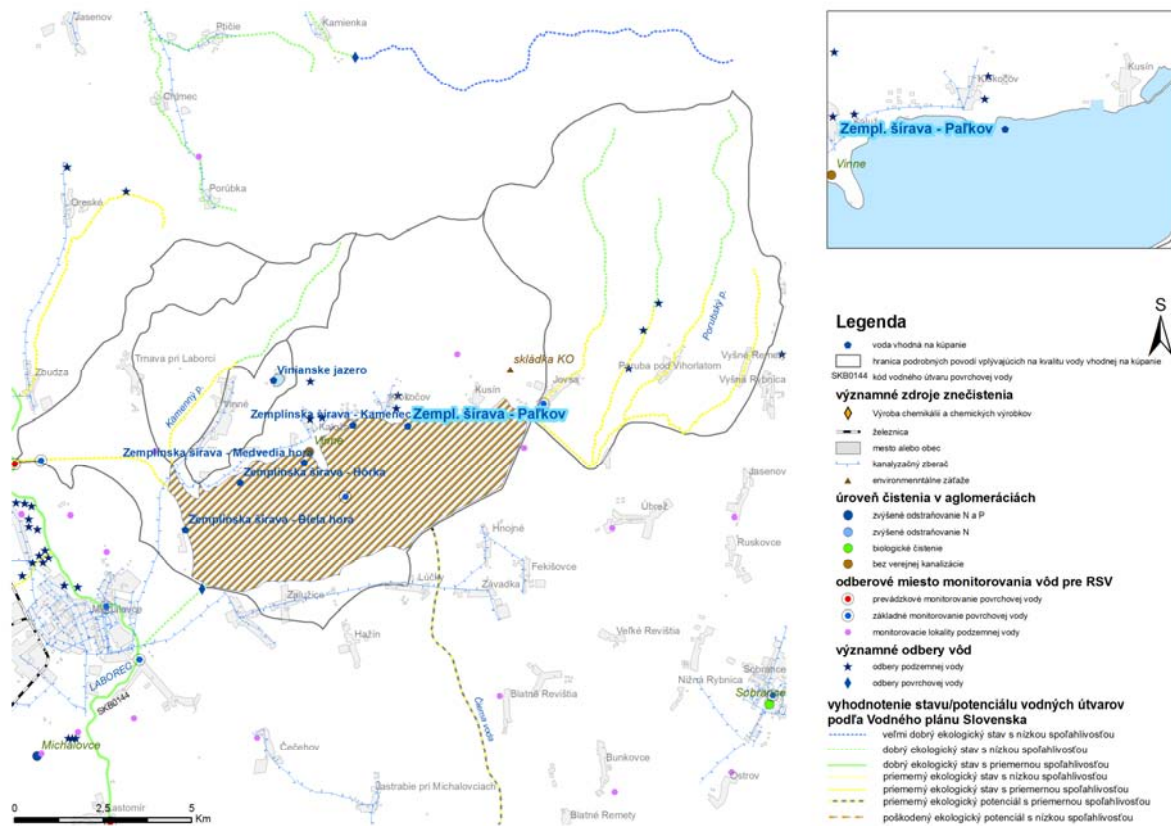 Jasenov
Ptičie
Kamienka
Chlmec
Porúbka
Oreské
Trnava pri Laborci
Zbudza
Kamenný p.
Vinné
Vinianske jazero
skládka KO
Kusín
Jovsa
Poruba pod Vihorlatom
Porubský p.
Vyšné Remety
Vyšná Rybnica
Zemplínska šírava - Kamenec
Zempl. šírava - Paľkov
Vinne
Zemplínska šírava - Medvedia hora
Zemplínska šírava - Hôrka
Zemplínska šírava - Biela hora
Jasenov
Úbrež
Ruskovce
Hnojné
Fekišovce
Závadka
Lúčky
Zalužice
Hažín
LABOREC
SKB0144
Michalovce
Čierna voda
Veľké Revištia
Nižná Rybnica
Blatné Revištia
Sobrance
Sobrance
Bunkovce
Ostrov
Čečehov
Jastrabie pri Michalovciach
Blatné Remety
Lastomír
0 2,5 5
Km
Klokočov
Kusín
Zempl. šírava - Paľkov
Vinne
S
Legenda
voda vhodná na kúpanie
hranica podrobných povodí vplývajúcich na kvalitu vody vhodnej na kúpanie
SKB0144 kód vodného útvaru povrchovej vody
významné zdroje znečistenia
Výroba chemikálií a chemických výrobkov
železnica
mesto alebo obec
kanalyzačný zberač
environmenntálne záťaže
úroveň čistenia v aglomeráciách
zvýšené odstraňovanie N a P
zvýšené odstraňovanie N
biologické čistenie
bez verejnej kanalizácie
odberové miesto monitorovania vôd pre RSV
prevádzkové monitorovanie povrchovej vody
základné monitorovanie povrchovej vody
monitorovacie lokality podzemnej vody
významné odbery vôd
odbery podzemnej vody
odbery povrchovej vody
vyhodnotenie stavu/potenciálu vodných útvarov
podľa Vodného plánu Slovenska
veľmi dobrý ekologický stav s nízkou spoľahlivosťou
dobrý ekologický stav s nízkou spoľahlivosťou
dobrý ekologický stav s priemernou spoľahlivosťou
priemerný ekologický stav s nízkou spoľahlivosťou
priemerný ekologický stav s priemernou spoľahlivosťou
priemerný ekologický potenciál s priemernou spoľahlivosťou
poškodený ekologický potenciál s nízkou spoľahlivosťou